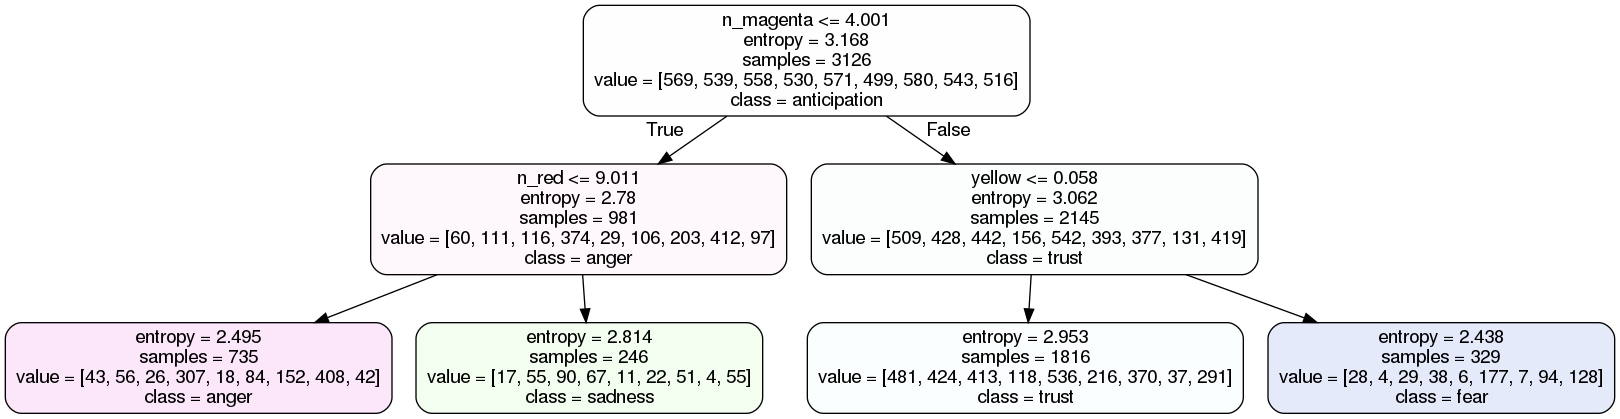 n_magenta <= 4.001
entropy = 3.168
samples = 3126
value = [569, 539, 558, 530, 571, 499, 580, 543, 516]
class = anticipation
True
False
n_red <= 9.011
entropy = 2.78
samples = 981
value = [60, 111, 116, 374, 29, 106, 203, 412, 97]
class = anger
yellow <= 0.058
entropy = 3.062
samples = 2145
value = [509, 428, 442, 156, 542, 393, 377, 131, 419]
class = trust
entropy = 2.495
samples = 735
value = [43, 56, 26, 307, 18, 84, 152, 408, 42]
class = anger
entropy = 2.814
samples = 246
value = [17, 55, 90, 67, 11, 22, 51, 4, 55]
class = sadness
entropy = 2.953
samples = 1816
value = [481, 424, 413, 118, 536, 216, 370, 37, 291]
class = trust
entropy = 2.438
samples = 329
value = [28, 4, 29, 38, 6, 177, 7, 94, 128]
class = fear